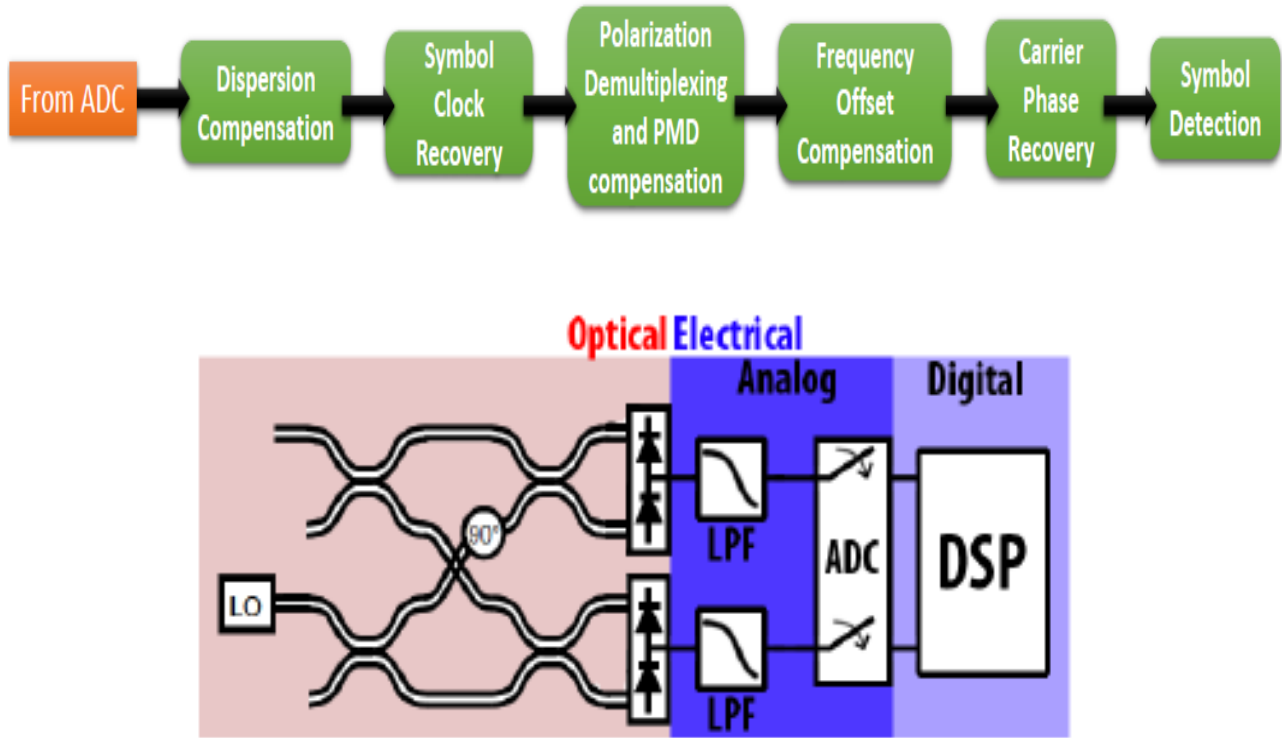 From ADC
Dispersion
Compensation
Symbol
Clock
Recovery
Polarization
Demultiplexing
and PMD
compensation
Frequency
Offset
Compensation
Carrier
Phase
Recovery
Symbol
Detection
Optical Electrical
Analog
Digital
90°
LPF
ADC
DSP
LO
LPF